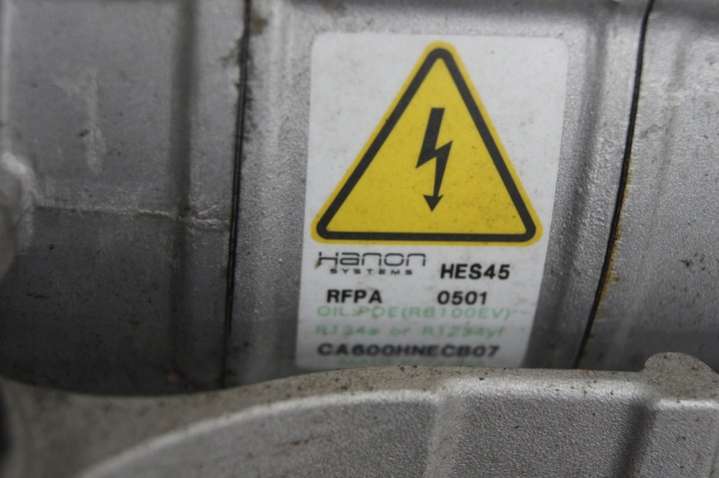 Hanon
SYSTEMS
HES45
RFPA 0501
OIL:POE(RB100EV)
R134a or R1234yf
CA600HNECB07